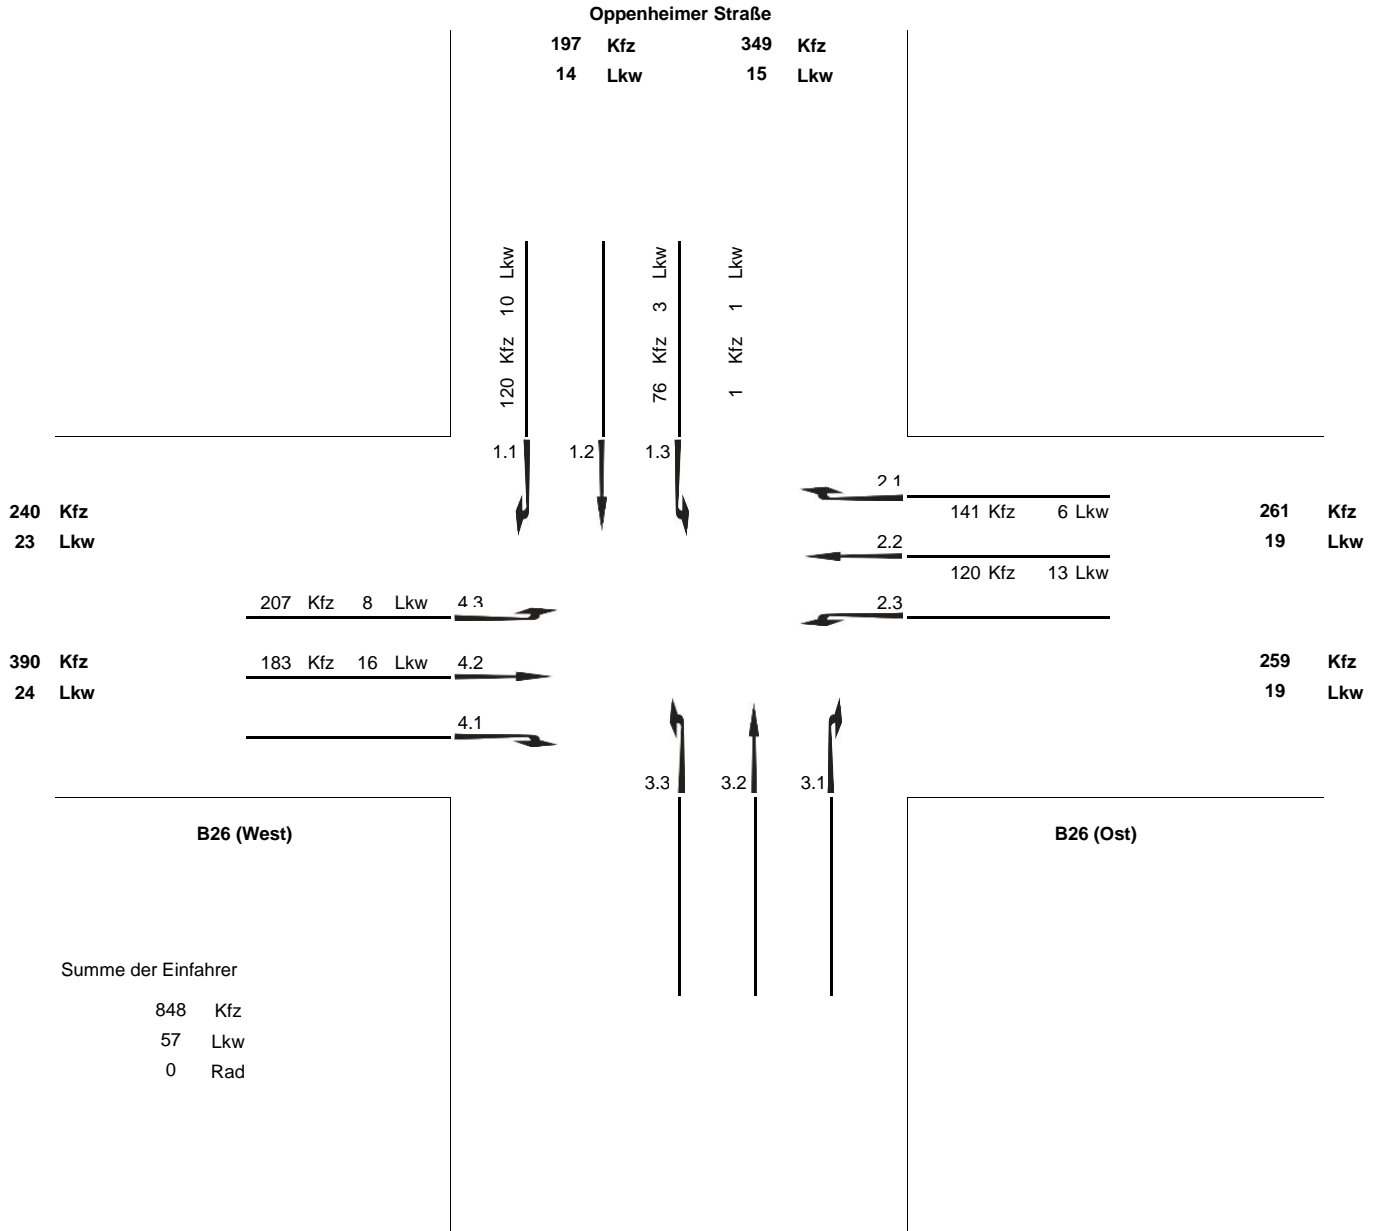 Oppenheimer Straße
197 Kfz 349 Kfz
14 Lkw 15 Lkw
120 Kfz 10 Lkw
76 Kfz 3 Lkw
1 Kfz 1 Lkw
1.1 1.2 1.3
240 Kfz
23 Lkw
2.1
141 Kfz 6 Lkw
2.2
120 Kfz 13 Lkw
2.3
261 Kfz
19 Lkw
207 Kfz 8 Lkw 4.3
390 Kfz
24 Lkw
183 Kfz 16 Lkw 4.2
4.1
259 Kfz
19 Lkw
3.3 3.2 3.1
B26 (West)
B26 (Ost)
Summe der Einfahrer
848 Kfz
57 Lkw
0 Rad